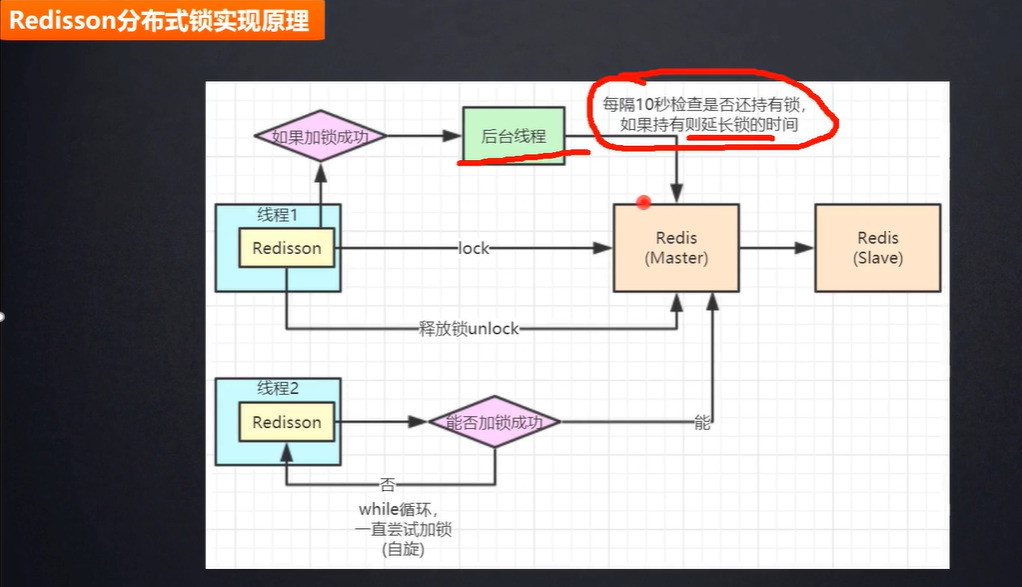 Redisson分布式锁实现原理
每隔10秒检查是否还持有锁，
如果持有则延长锁的时间
如果加锁成功
后台线程
线程1
Redisson
lock
Redis
(Master)
Redis
(Slave)
释放锁unlock
线程2
Redisson
能否加锁成功
能
否
while循环，
一直尝试加锁
(自旋)